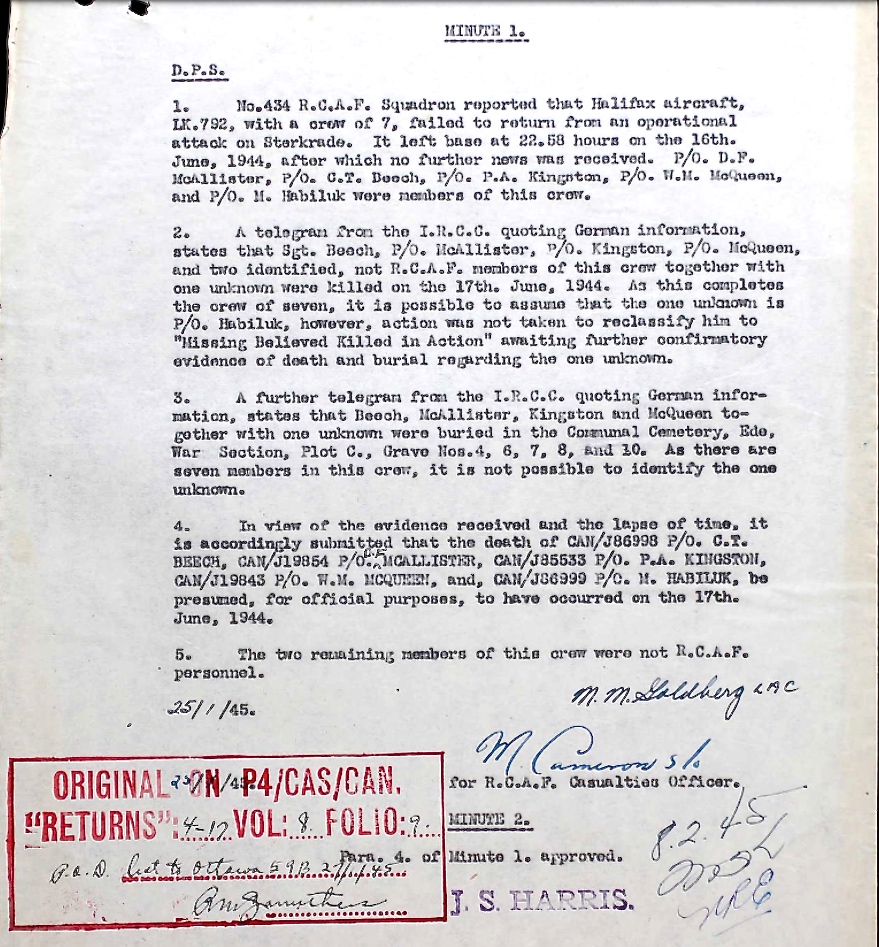 MINUTE 1.
D.P.S.
1. No.434 R.C.A.F. Squadron reported that Halifax aircraft,
LK.792, with a crew of 7, failed to return from an operational
attack on Sterkrade. It left base at 22.58 hours on the 16th.
June, 1944, after which no further news was received. P/O. D.F.
McAllister, P/O. C.T. Beech, P/O. P.A. Kingston, P/O. W.M. McQueen,
and P/O. M. Habiluk were members of this crew.
2. A telegram from the I.R.C.C. quoting German information,
states that Sgt. Beech, P/O. McAllister, P/O. Kingston, P/O. McQueen,
and two identified, not R.C.A.F. members of this crew together with
one unknown were killed on the 17th. June, 1944. As this completes
the crew of seven, it is possible to assume that the one unknown is
P/O. Habiluk, however, action was not taken to reclassify him to
"Missing Believed Killed in Action" awaiting further confirmatory
evidence of death and burial regarding the one unknown.
3. A further telegram from the I.R.C.C. quoting German infor-
mation, states that Beech, McAllister, Kingston and McQueen to-
gether with one unknown were buried in the Communal Cemetery, Ede,
War Section, Plot C., Grave Nos.4, 6, 7, 8, and 10. As there are
seven members in this crew, it is not possible to identify the one
unknown.
4. In view of the evidence received and the lapse of time, it
is accordingly submitted that the death of CAN/J86998 P/O. C.T.
BEECH, CAN/J19854 P/O. MCALLISTER, CAN/J85533 P/O. P.A. KINGSTON,
CAN/J19843 P/O. W.M. MCQUEEN, and, CAN/J86999 P/O. M. HABILUK, be
presumed, for official purposes, to have occurred on the 17th.
June, 1944.
5. The two remaining members of this crew were not R.C.A.F.
personnel.
M.M. Goldberg LAC
25/1/45.
M. Cameron S/O
for R.C.A.F. Casualties Officer.
ORIGINAL ON P4/CAS/CAN.
"RETURNS": 4-17 VOL: 8 FOLIO: 9
MINUTE 2.
8.2.45
Para. 4. of Minute 1. approved.
P.O.D. list to Ottawa
J. S. HARRIS.